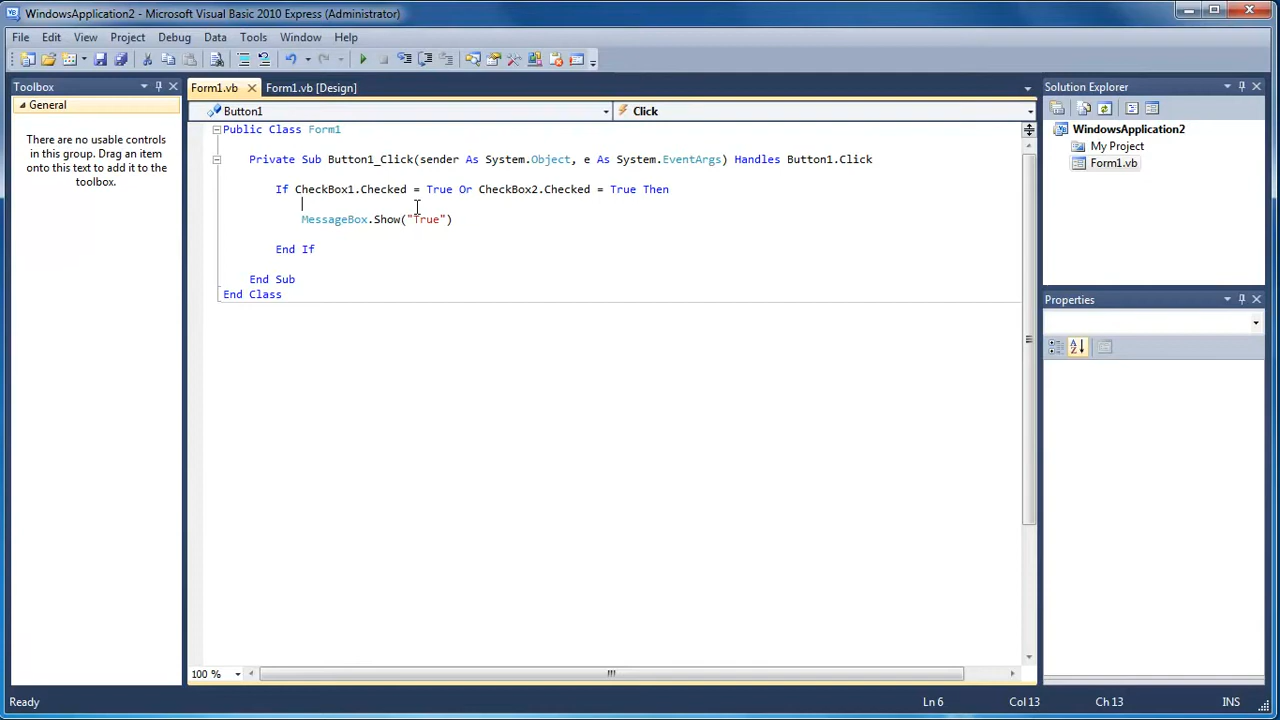 WindowsApplication2 - Microsoft Visual Basic 2010 Express (Administrator)
File Edit View Project Debug Data Tools Window Help
Toolbox
General
There are no usable controls
in this group. Drag an item
onto this text to add it to the
toolbox.
Form1.vb Form1.vb [Design]
Button1 Click
Public Class Form1
Private Sub Button1_Click(sender As System.Object, e As System.EventArgs) Handles Button1.Click
If CheckBox1.Checked = True Or CheckBox2.Checked = True Then
MessageBox.Show("True")
End If
End Sub
End Class
100 %
Solution Explorer
WindowsApplication2
My Project
Form1.vb
Properties
Ready Ln 6 Col 13 Ch 13 INS